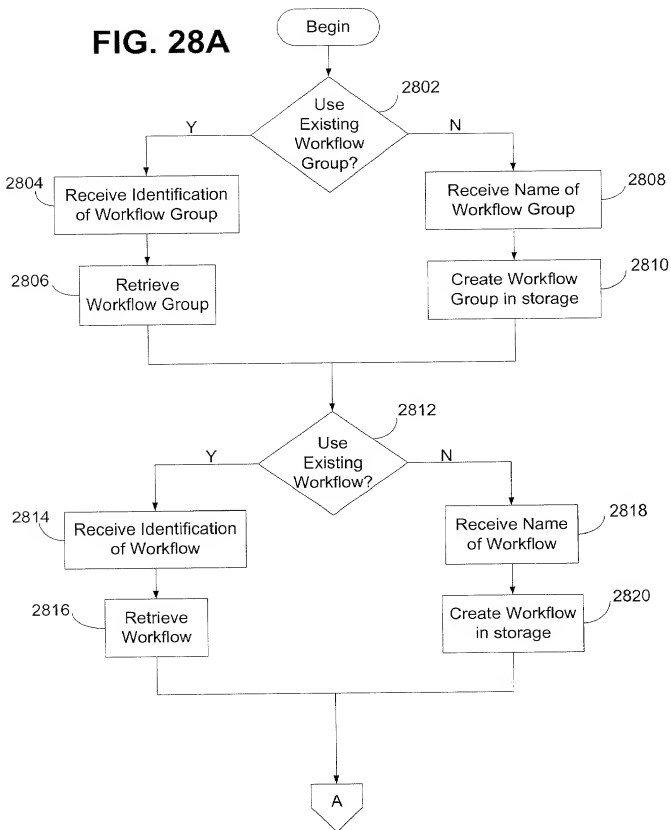 FIG. 28A
Begin
2802
Use
Existing
Workflow
Group?
Y
N
2804
Receive Identification
of Workflow Group
2808
Receive Name of
Workflow Group
2806
Retrieve
Workflow Group
2810
Create Workflow
Group in storage
2812
Use
Existing
Workflow?
Y
N
2814
Receive Identification
of Workflow
2818
Receive Name
of Workflow
2816
Retrieve
Workflow
2820
Create Workflow
in storage
A